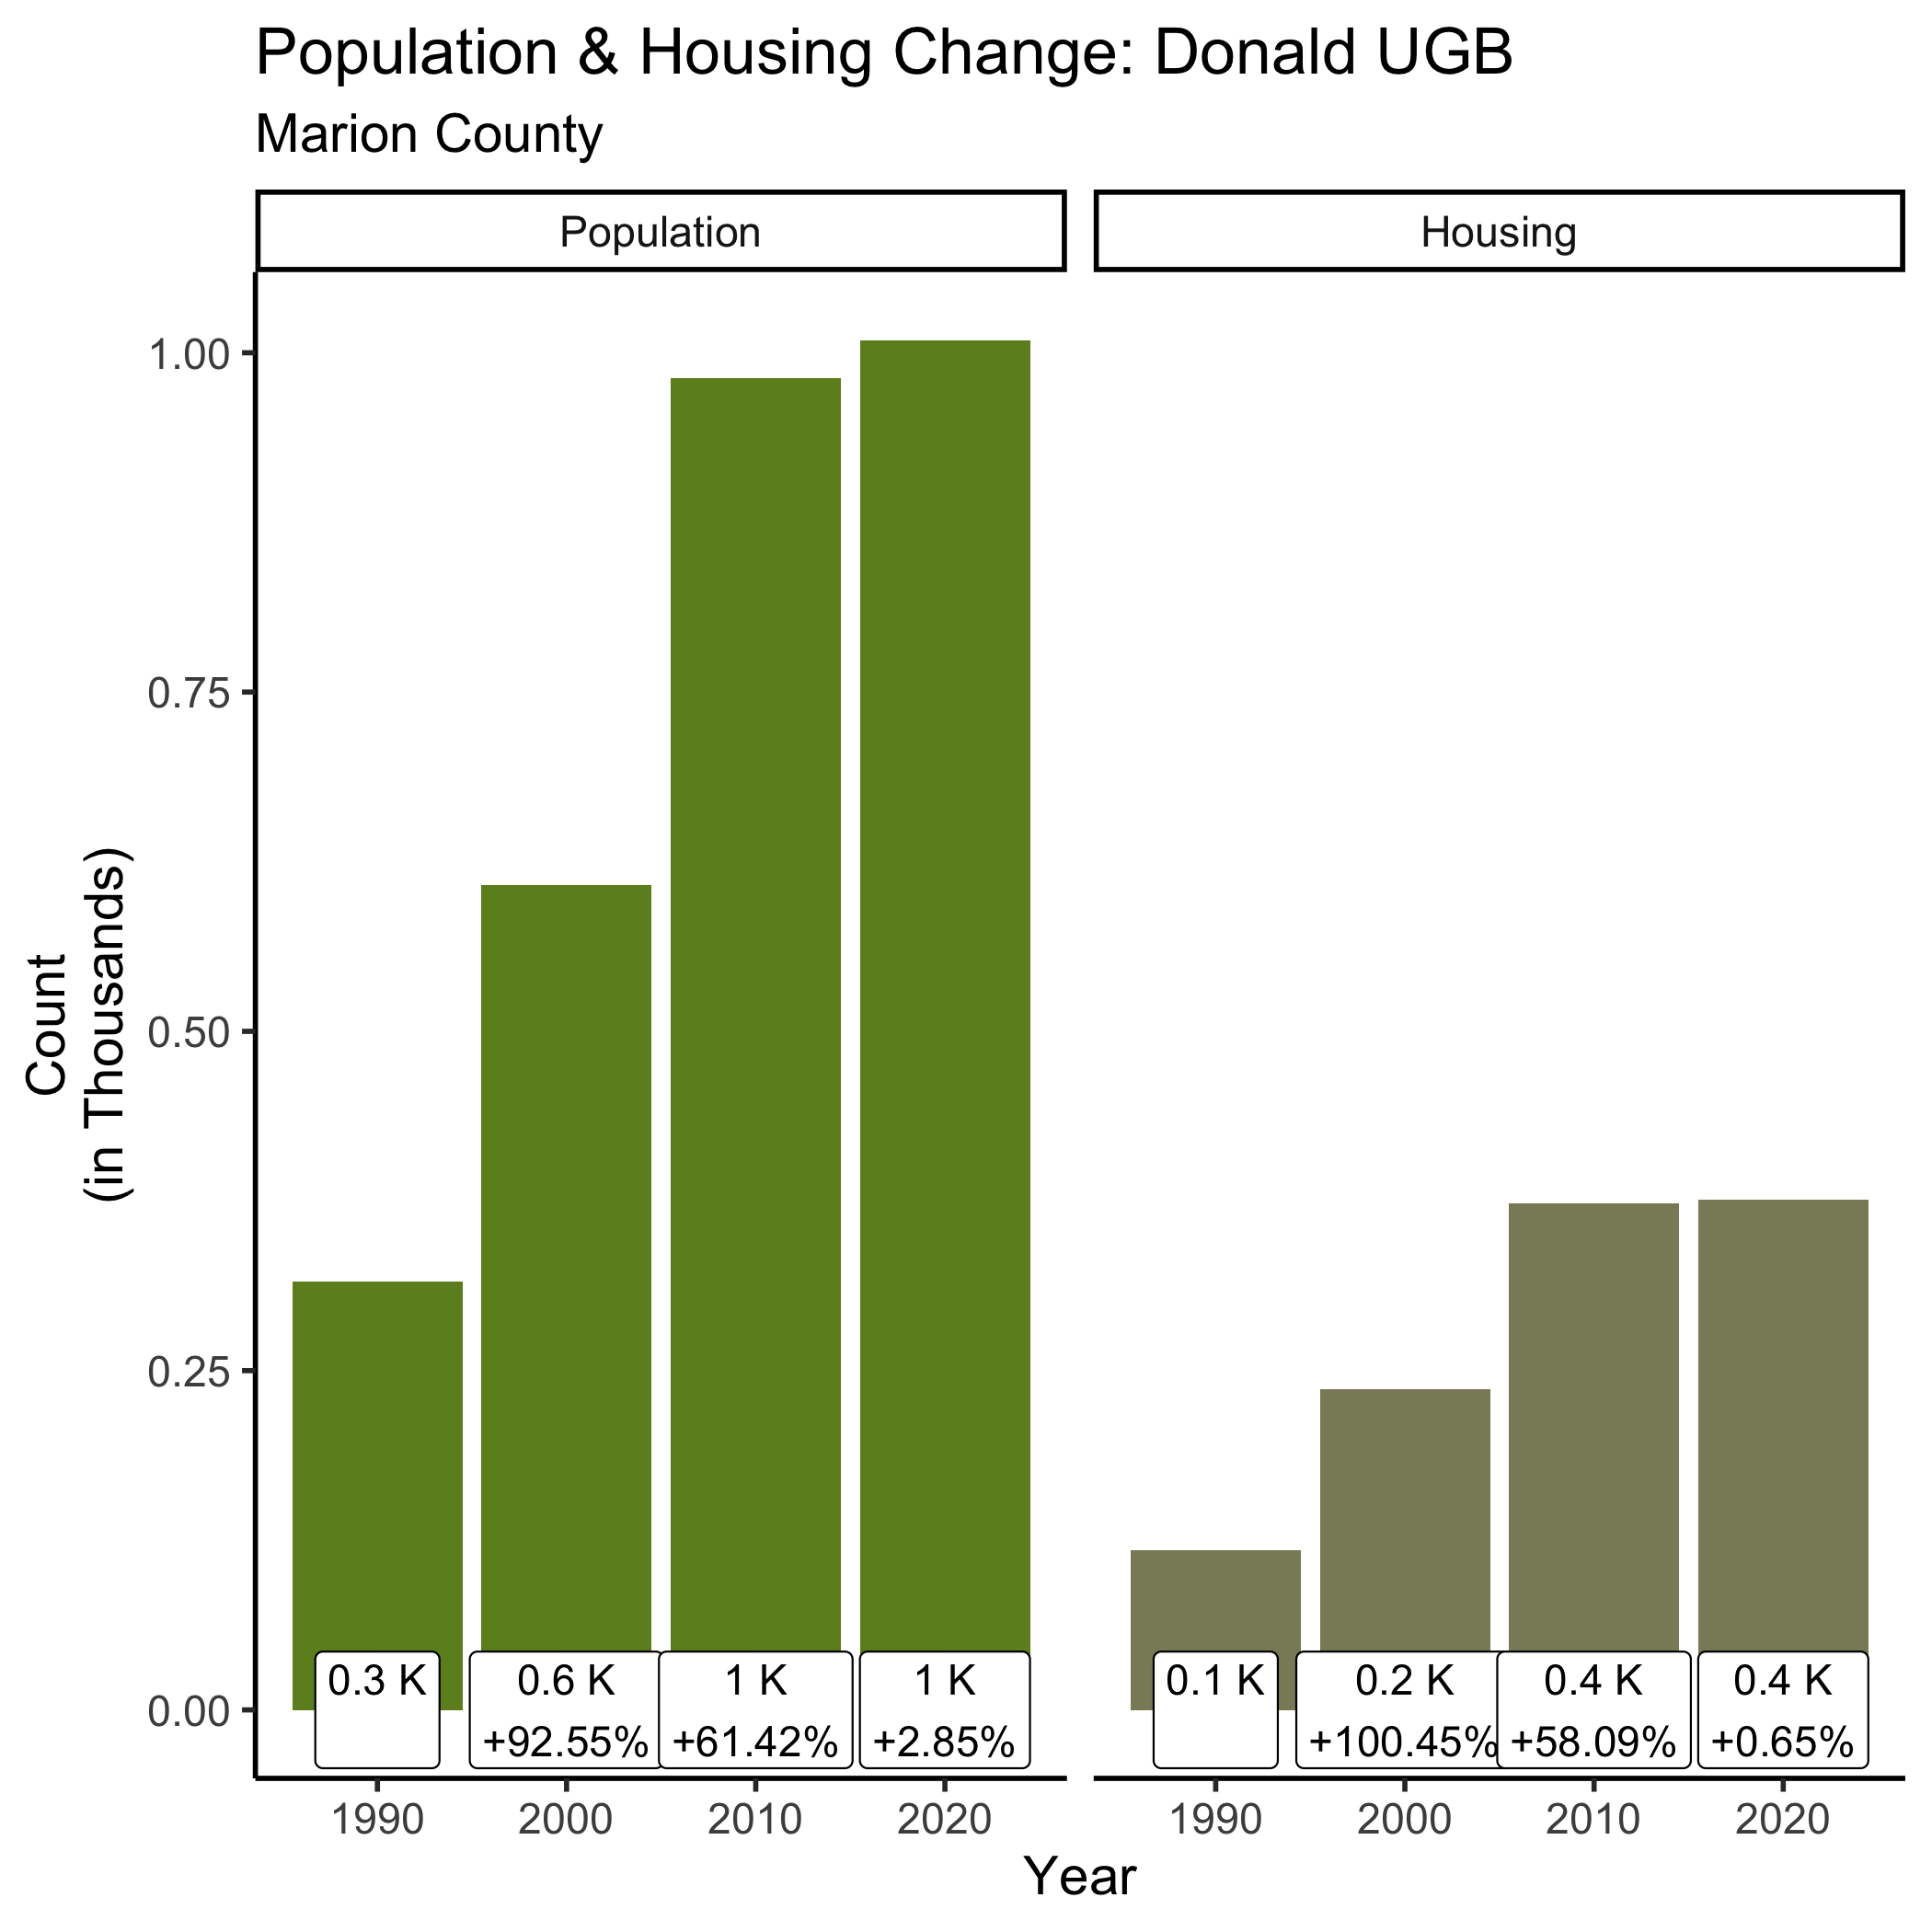 Population & Housing Change: Donald UGB
Marion County
Population
Housing
Count
(in Thousands)
1.00
0.75
0.50
0.25
0.00
0.3 K
0.6 K
+92.55%
1 K
+61.42%
1 K
+2.85%
0.1 K
0.2 K
+100.45%
0.4 K
+58.09%
0.4 K
+0.65%
1990
2000
2010
2020
1990
2000
2010
2020
Year